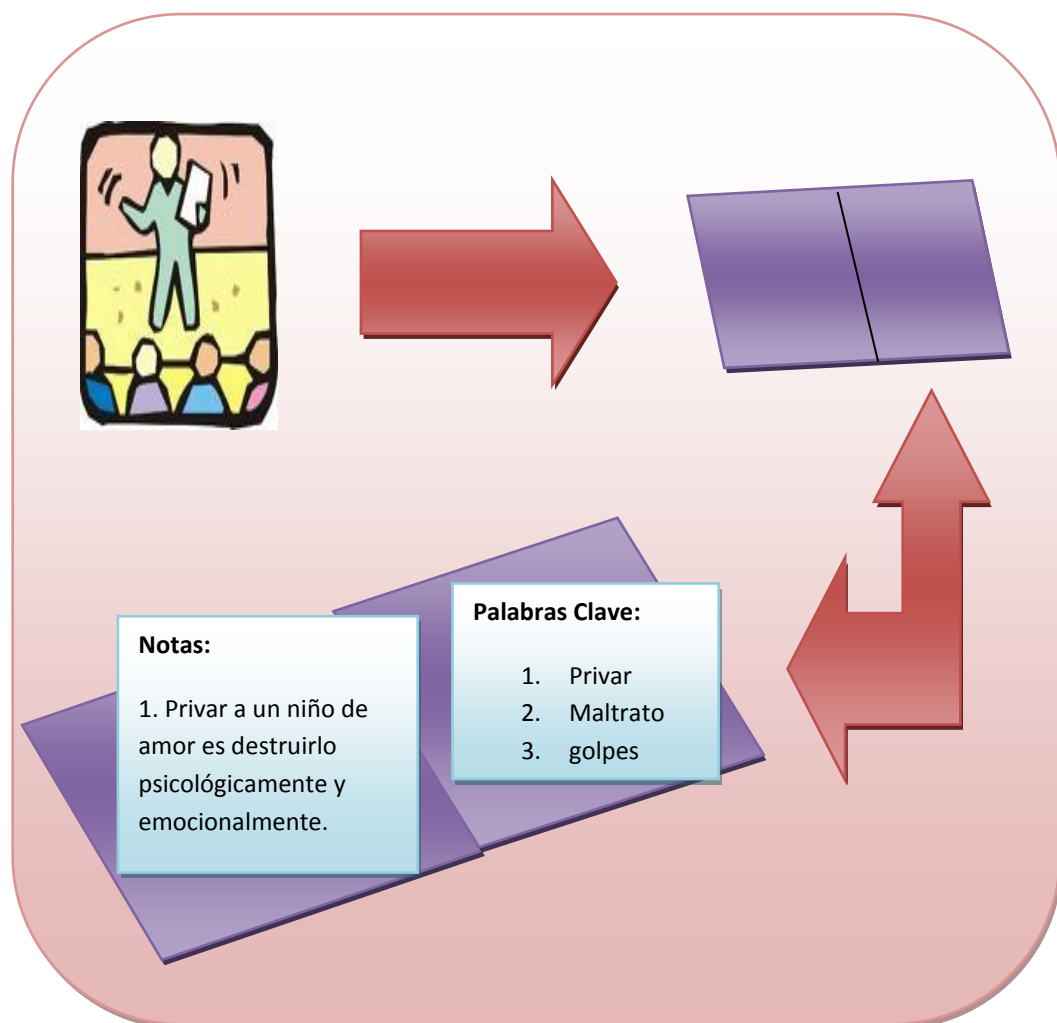 Notas:
1. Privar a un niño de
amor es destruirlo
psicológicamente y
emocionalmente.
Palabras Clave:
1. Privar
2. Maltrato
3. golpes